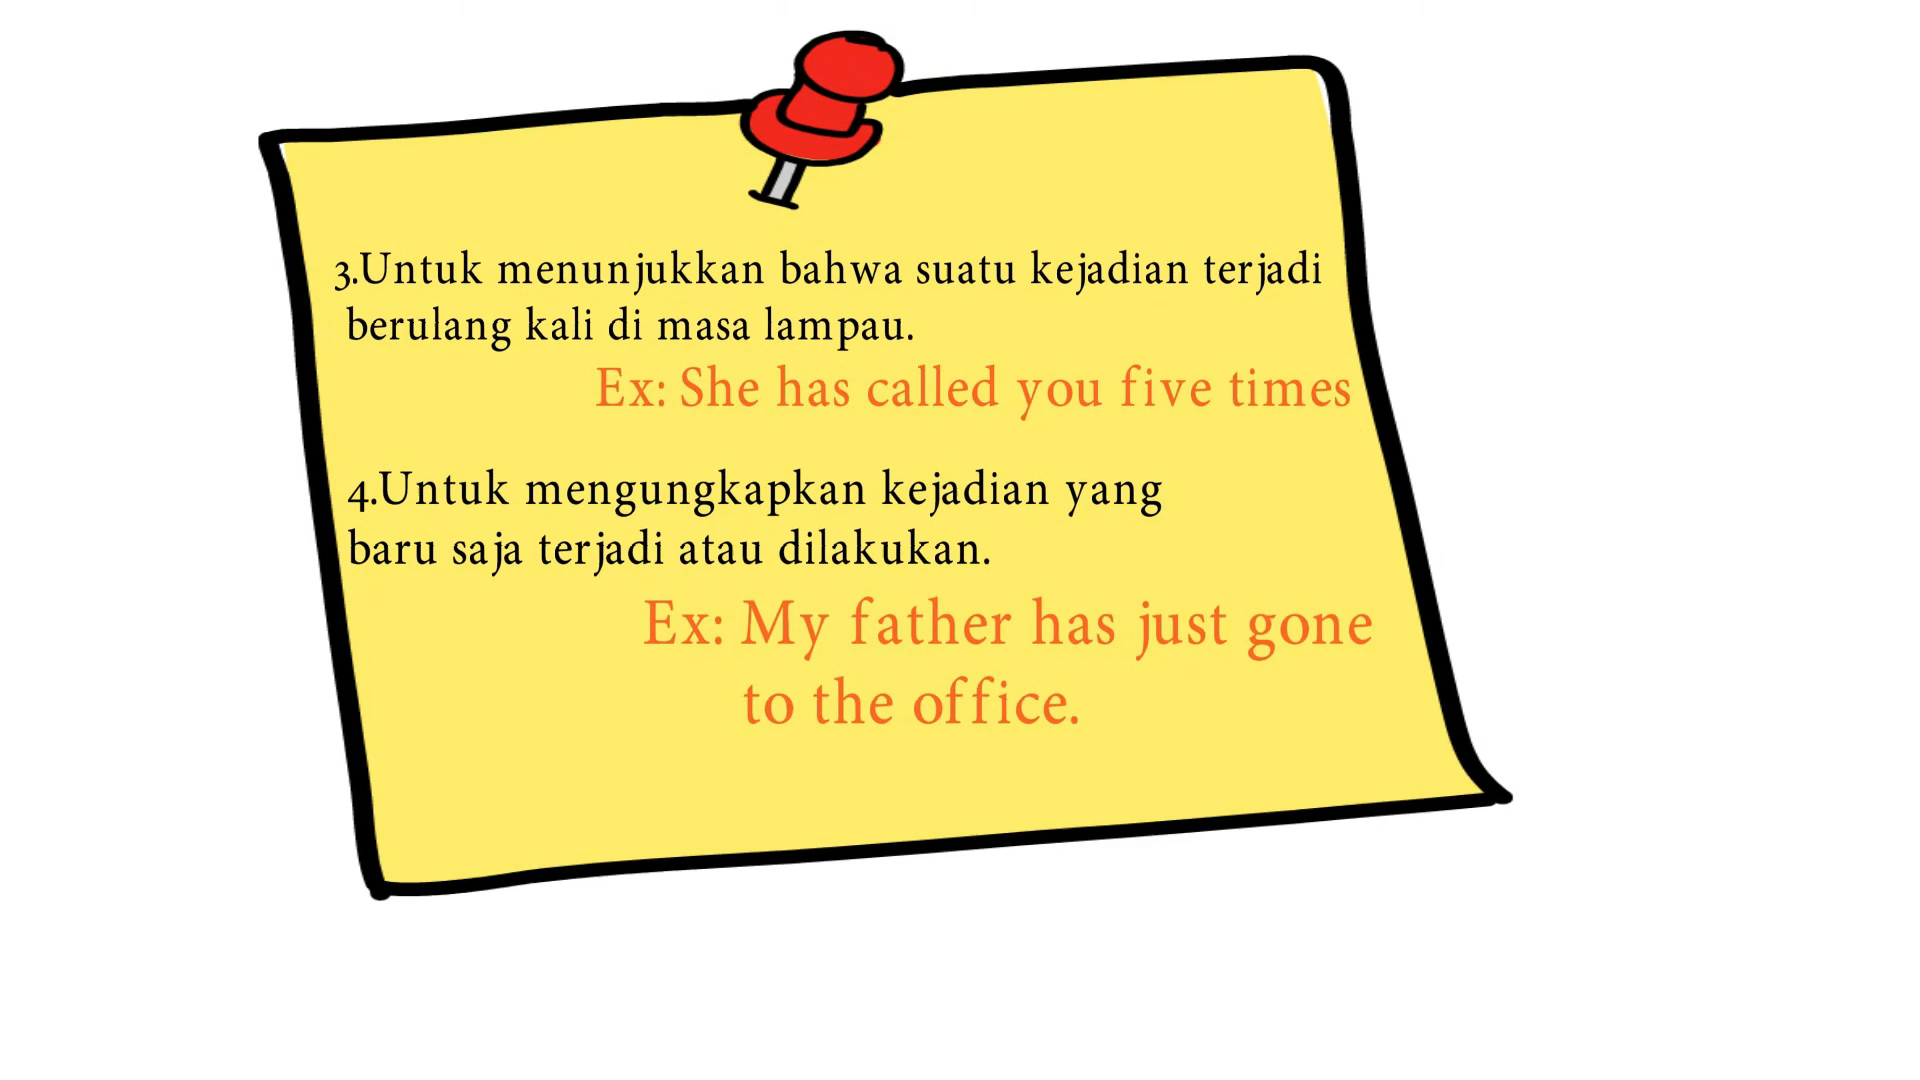 3.Untuk menunjukkan bahwa suatu kejadian terjadi
berulang kali di masa lampau.
Ex: She has called you five times
4.Untuk mengungkapkan kejadian yang
baru saja terjadi atau dilakukan.
Ex: My father has just gone
to the office.